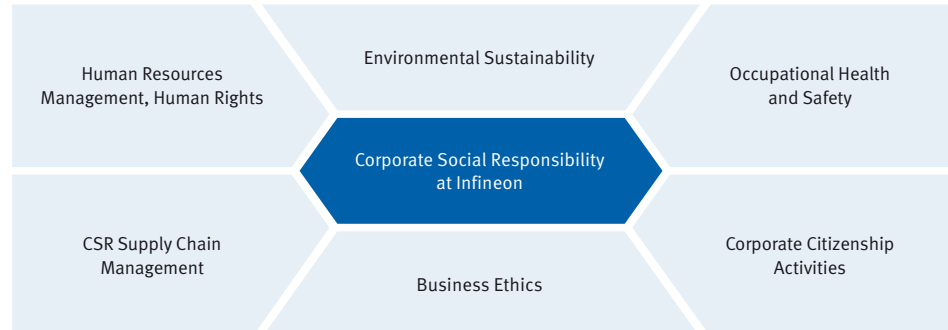 Human Resources
Management, Human Rights
Environmental Sustainability
Occupational Health
and Safety
Corporate Social Responsibility
at Infineon
CSR Supply Chain
Management
Business Ethics
Corporate Citizenship
Activities